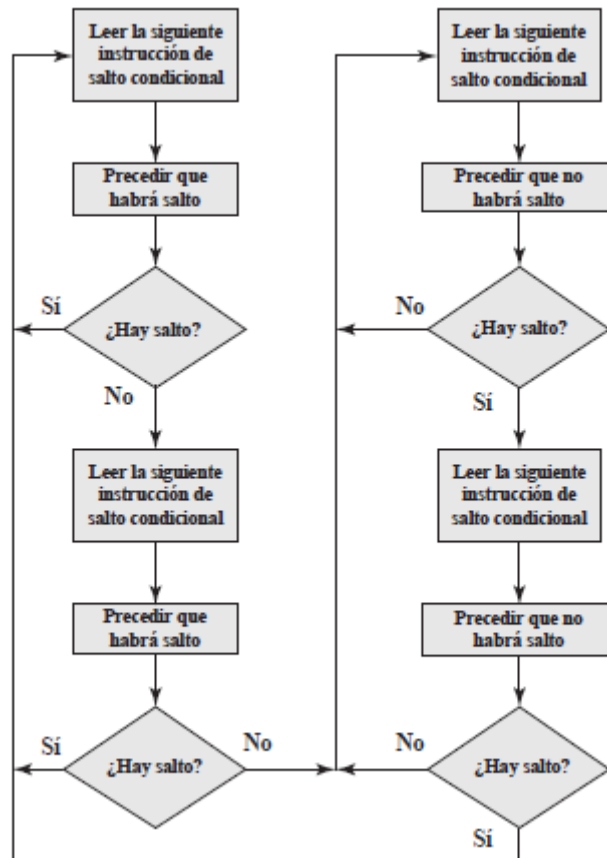 Leer la siguiente
instrucción de
salto condicional
Precedir que
habrá salto
Sí
¿Hay salto?
No
Leer la siguiente
instrucción de
salto condicional
Precedir que
habrá salto
Sí
¿Hay salto?
No
Leer la siguiente
instrucción de
salto condicional
Precedir que no
habrá salto
No
¿Hay salto?
Sí
Leer la siguiente
instrucción de
salto condicional
Precedir que no
habrá salto
No
¿Hay salto?
Sí